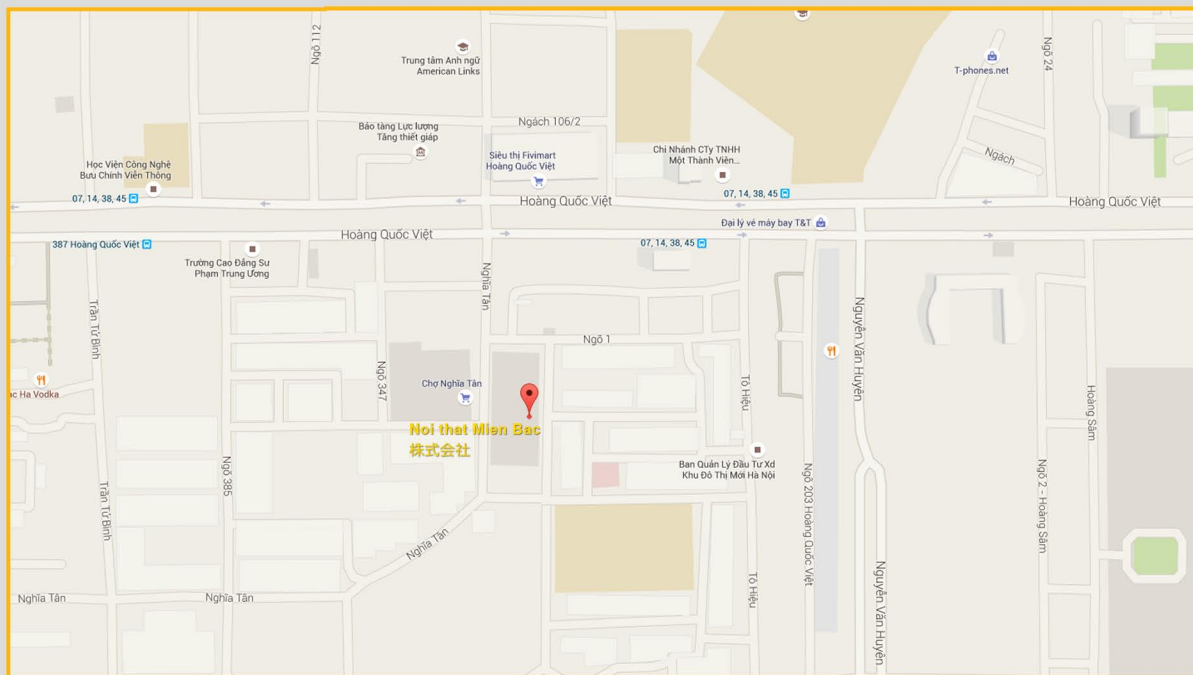 Ngõ 112
Trung tâm Anh ngữ
American Links
Ngõ 24
T-phones.net
Ngách 106/2
Bảo tàng Lực lượng
Tăng thiết giáp
Siêu thị Fivimart
Hoàng Quốc Việt
Chi Nhánh CTy TNHH
Một Thành Viên...
Ngách
Học Viện Công Nghệ
Bưu Chính Viễn Thông
07, 14, 38, 45
07, 14, 38, 45
Hoàng Quốc Việt
Hoàng Quốc Việt
Đại lý vé máy bay T&T
Hoàng Quốc Việt
387 Hoàng Quốc Việt
07, 14, 38, 45
Trường Cao Đẳng Sư
Phạm Trung Ương
Nghĩa Tân
Trần Tử Bình
Nguyễn Văn Huyên
Ngõ 1
Ngõ 347
Chợ Nghĩa Tân
Tô Hiệu
Hoàng Sâm
ac Ha Vodka
Noi that Mien Bac
株式会社
Ban Quản Lý Đầu Tư Xd
Khu Đô Thị Mới Hà Nội
Ngõ 385
Trần Tử Bình
Ngõ 203 Hoàng Quốc Việt
Ngõ 2 - Hoàng Sâm
Nghĩa Tân
Nghĩa Tân
Nghĩa Tân
Tô Hiệu
Nguyễn Văn Huyên